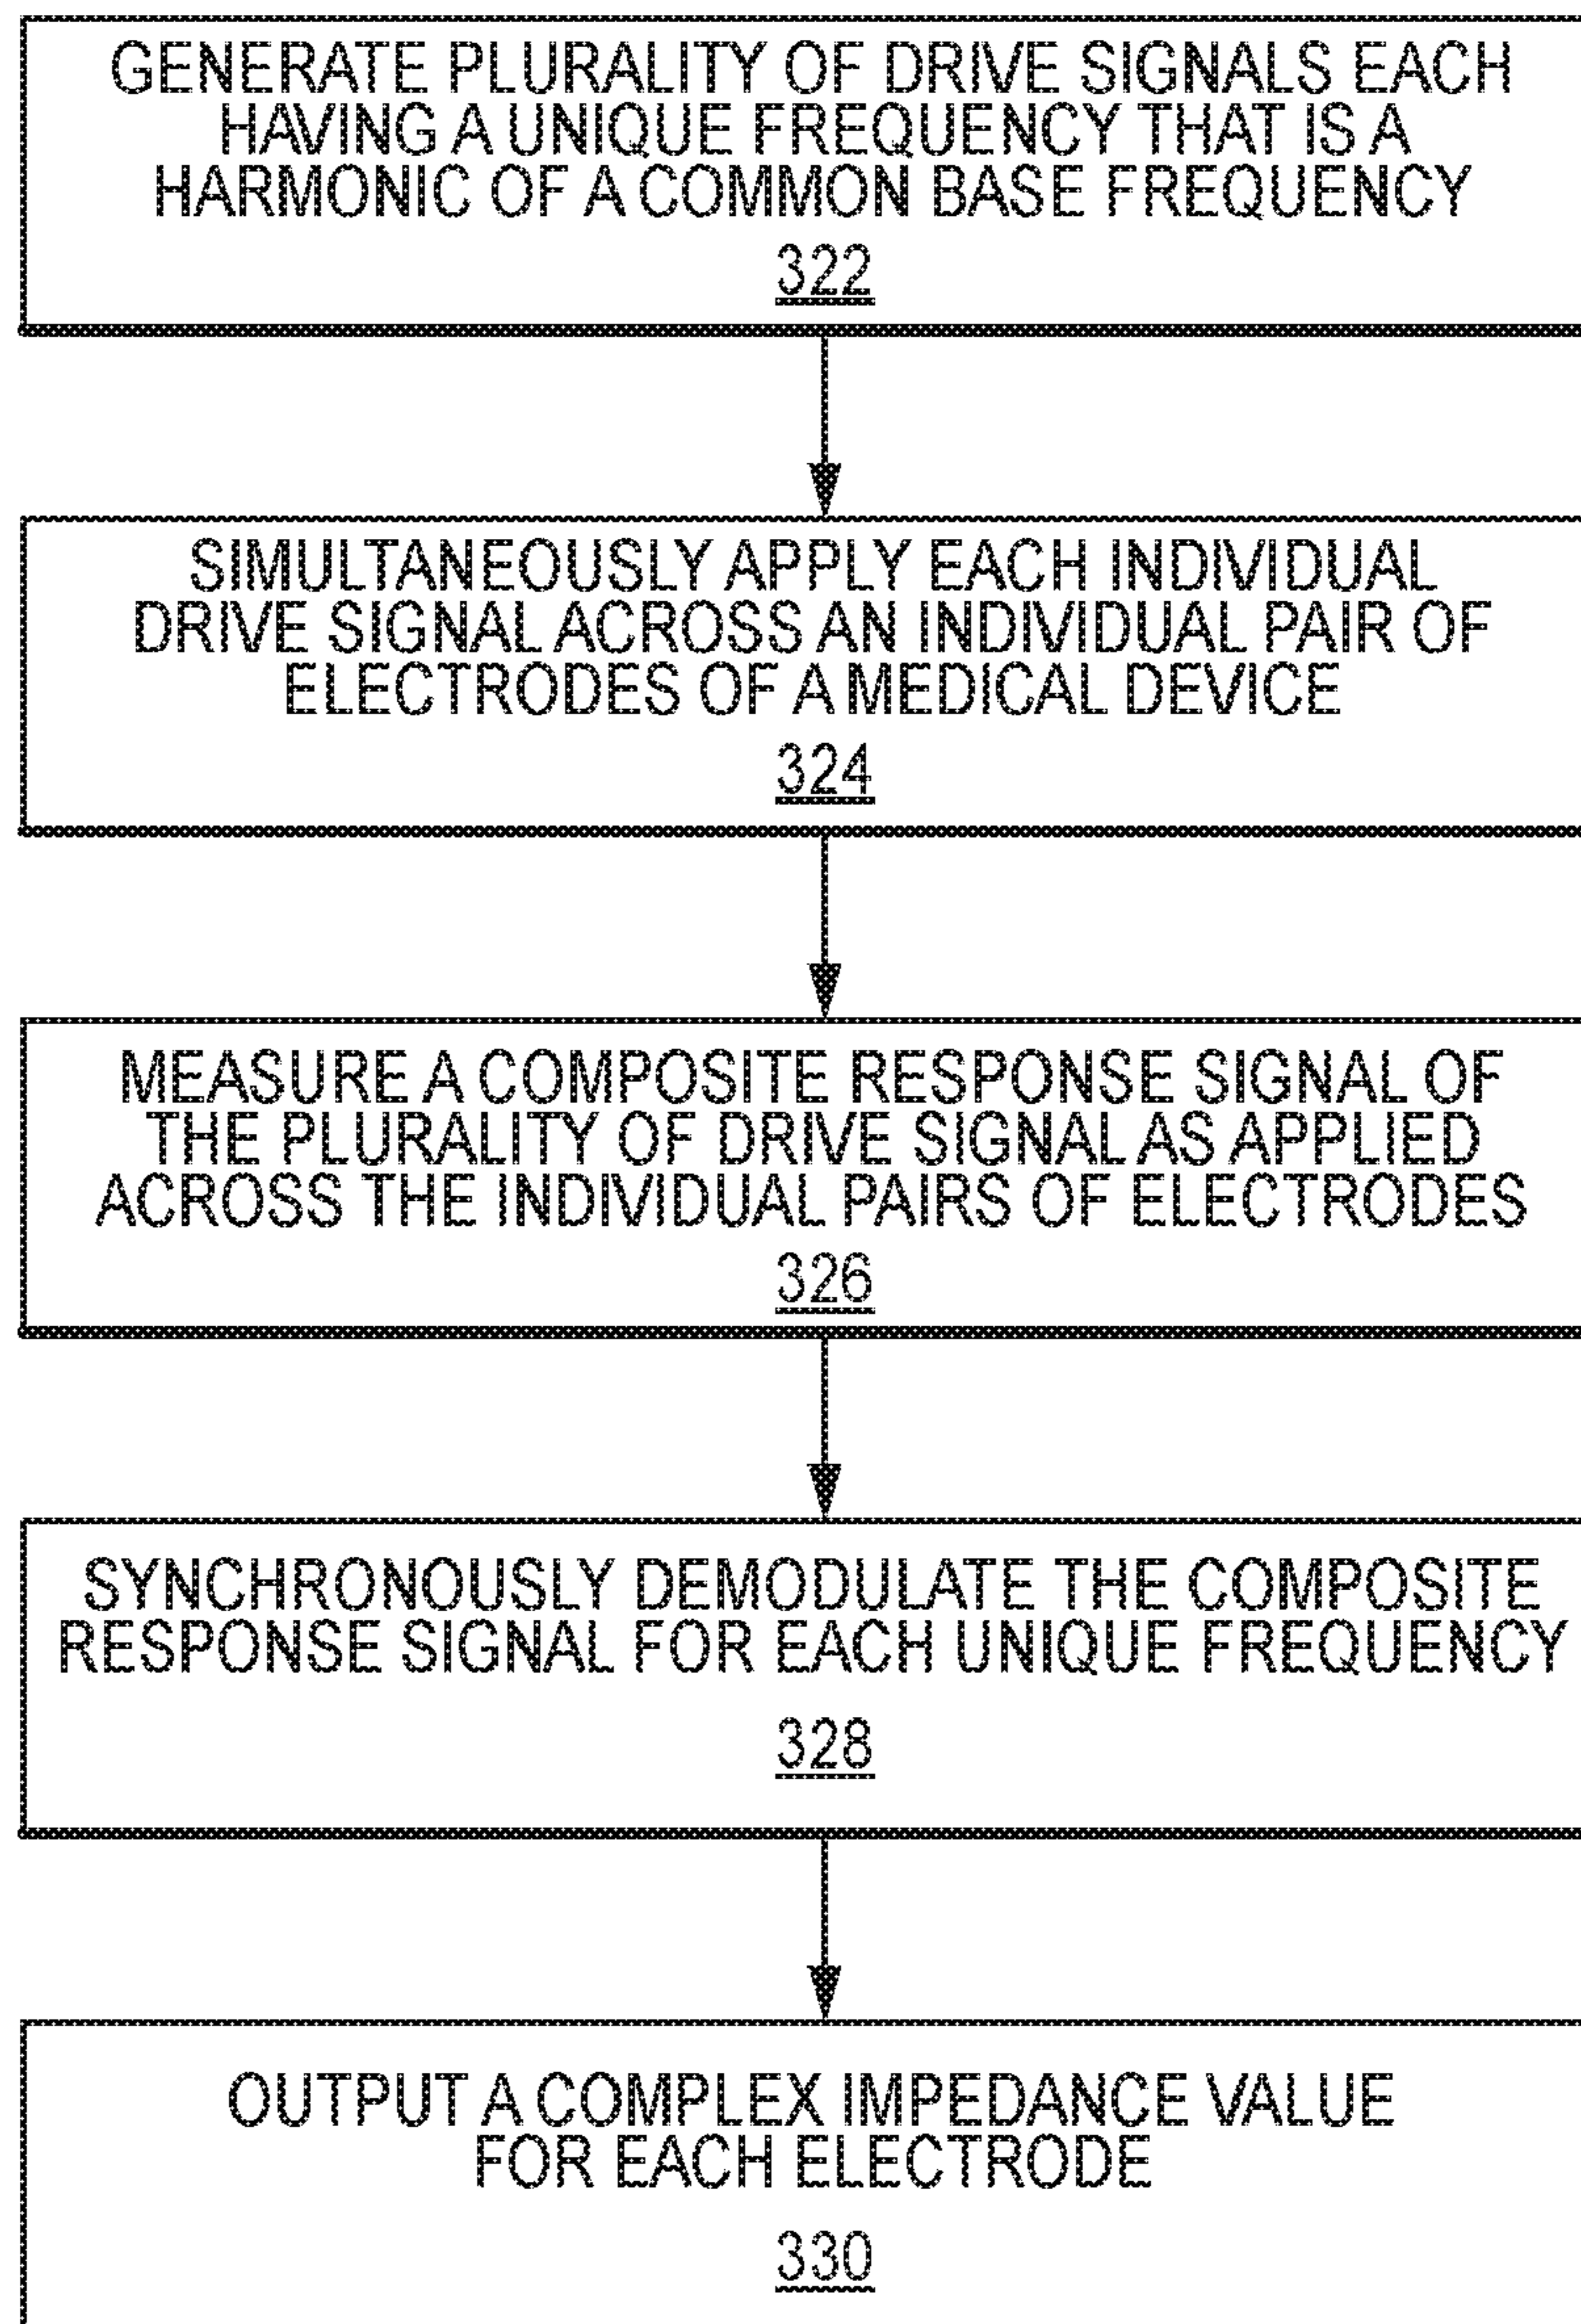 GENERATE PLURALITY OF DRIVE SIGNALS EACH
HAVING A UNIQUE FREQUENCY THAT IS A
HARMONIC OF A COMMON BASE FREQUENCY
322
SIMULTANEOUSLY APPLY EACH INDIVIDUAL
DRIVE SIGNAL ACROSS AN INDIVIDUAL PAIR OF
ELECTRODES OF A MEDICAL DEVICE
324
MEASURE A COMPOSITE RESPONSE SIGNAL OF
THE PLURALITY OF DRIVE SIGNAL AS APPLIED
ACROSS THE INDIVIDUAL PAIRS OF ELECTRODES
326
SYNCHRONOUSLY DEMODULATE THE COMPOSITE
RESPONSE SIGNAL FOR EACH UNIQUE FREQUENCY
328
OUTPUT A COMPLEX IMPEDANCE VALUE
FOR EACH ELECTRODE
330